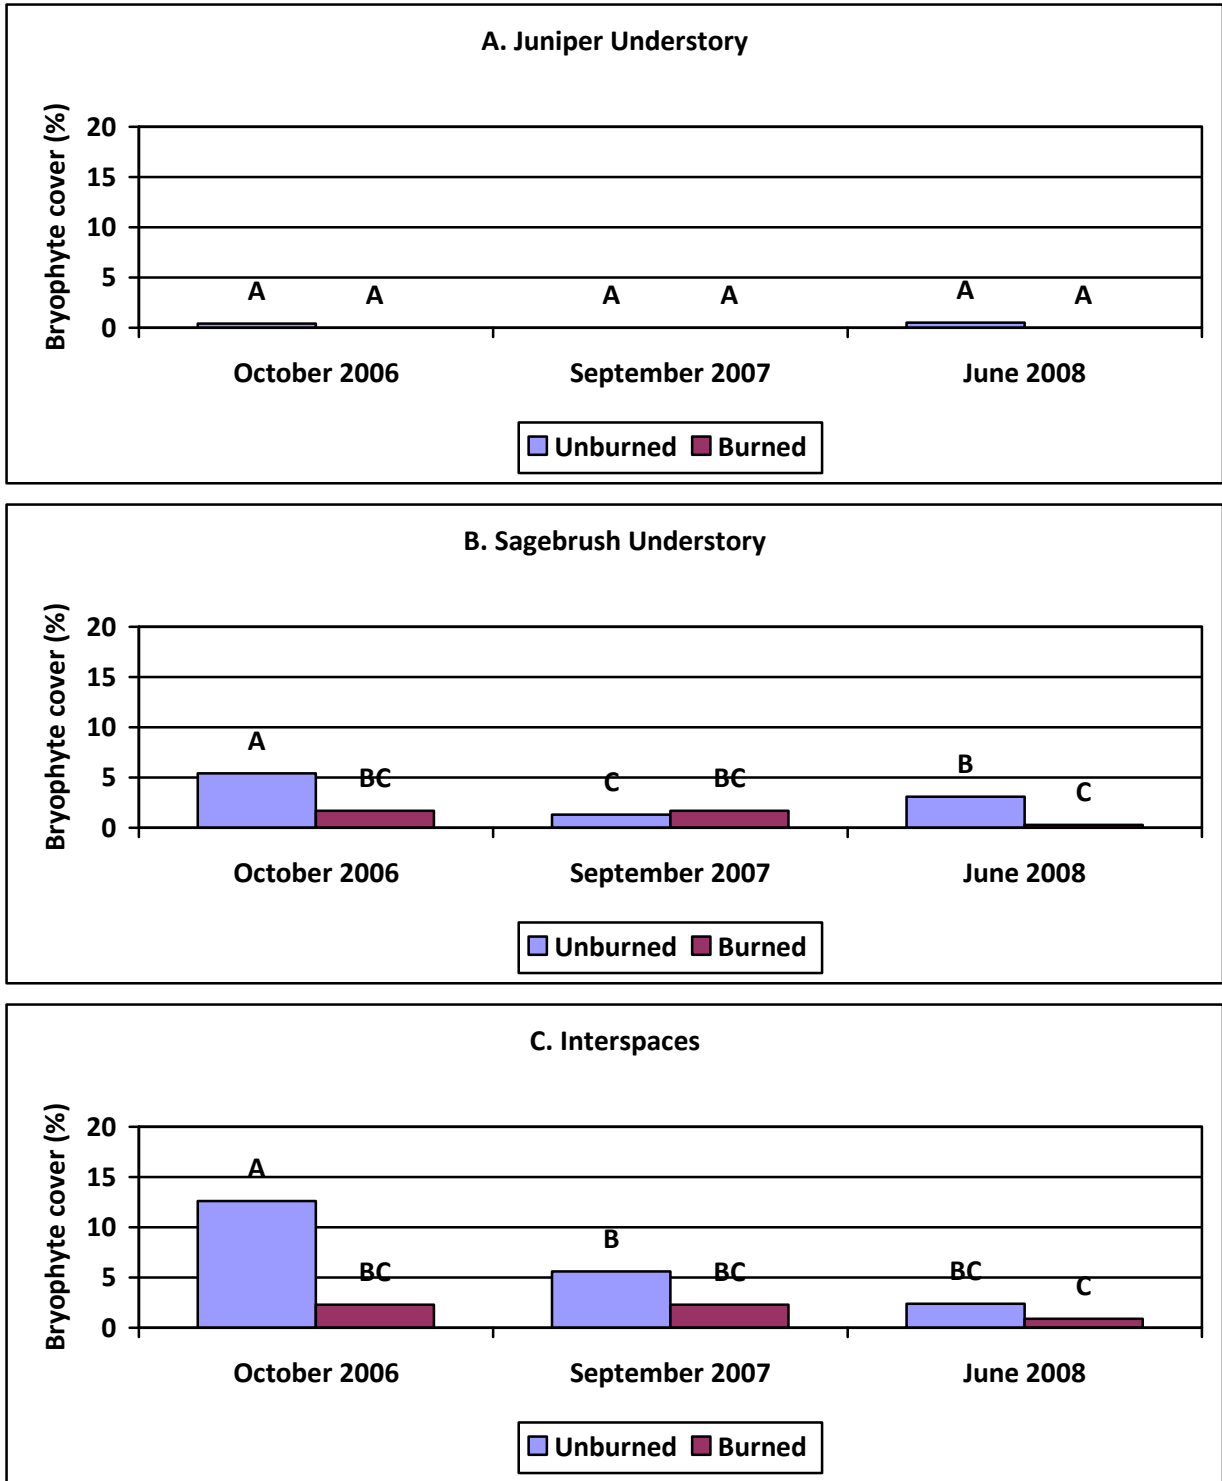 A. Juniper Understory
Bryophyte cover (%)
20
15
10
5
0
A A A A A A
October 2006 September 2007 June 2008
Unburned Burned
B. Sagebrush Understory
Bryophyte cover (%)
20
15
10
5
0
A BC C BC B C
October 2006 September 2007 June 2008
Unburned Burned
C. Interspaces
Bryophyte cover (%)
20
15
10
5
0
A BC B BC BC C
October 2006 September 2007 June 2008
Unburned Burned